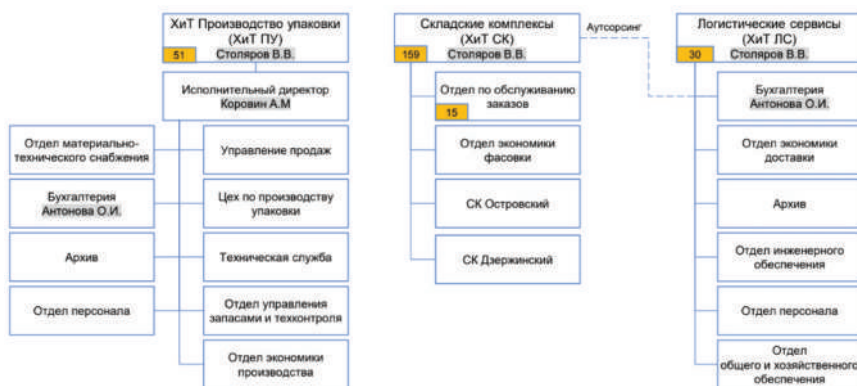 ХиТ Производство упаковки
(ХиТ ПУ)
51
Столяров В.В.
Исполнительный директор
Коровин А.М
Отдел материально-
технического снабжения
Бухгалтерия
Антонова О.И.
Архив
Отдел персонала
Управление продаж
Цех по производству
упаковки
Техническая служба
Отдел управления
запасами и техконтроля
Отдел экономики
производства
Складские комплексы
(ХиТ СК)
159
Столяров В.В.
Отдел по обслуживанию
заказов
15
Отдел экономики
фасовки
СК Островский
СК Дзержинский
Аутсорсинг
Логистические сервисы
(ХиТ ЛС)
30
Столяров В.В.
Бухгалтерия
Антонова О.И.
Отдел экономики
доставки
Архив
Отдел инженерного
обеспечения
Отдел персонала
Отдел
общего и хозяйственного
обеспечения